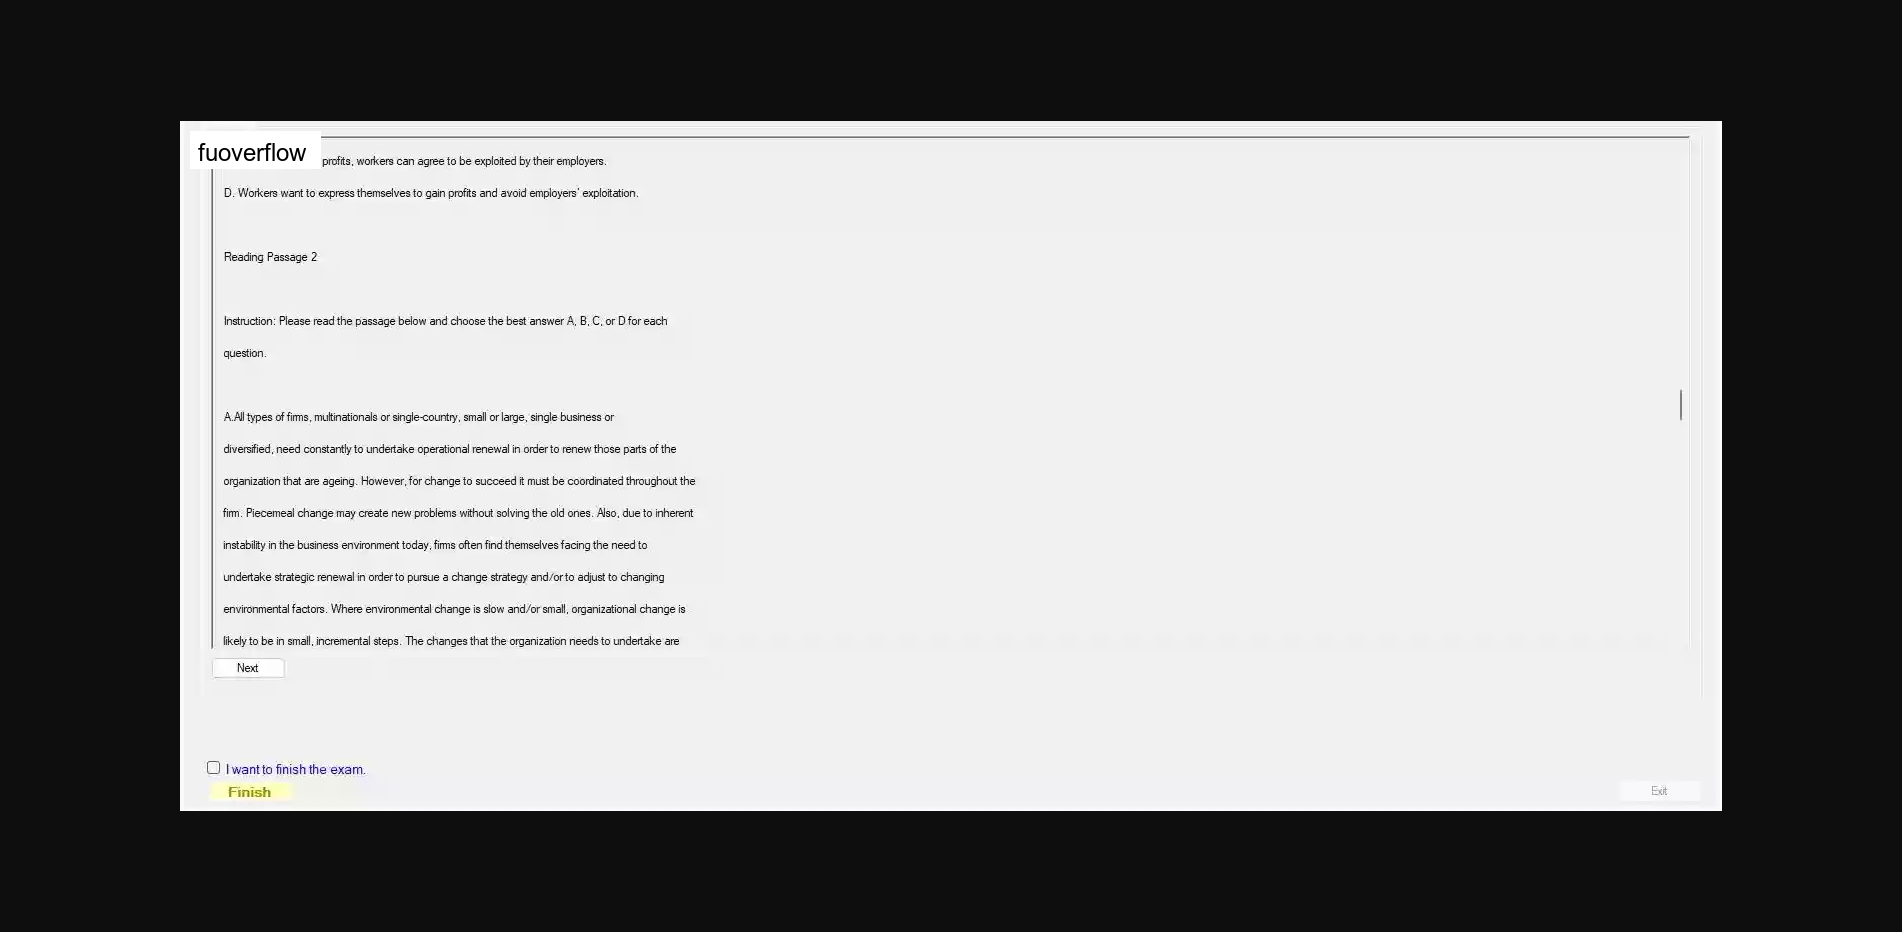 fuoverflow
profits, workers can agree to be exploited by their employers.
D. Workers want to express themselves to gain profits and avoid employers' exploitation.
Reading Passage 2
Instruction: Please read the passage below and choose the best answer A, B, C, or D for each
question.
A.All types of firms, multinationals or single-country, small or large, single business or
diversified, need constantly to undertake operational renewal in order to renew those parts of the
organization that are ageing. However, for change to succeed it must be coordinated throughout the
firm. Piecemeal change may create new problems without solving the old ones. Also, due to inherent
instability in the business environment today, firms often find themselves facing the need to
undertake strategic renewal in order to pursue a change strategy and/or to adjust to changing
environmental factors. Where environmental change is slow and/or small, organizational change is
likely to be in small, incremental steps. The changes that the organization needs to undertake are
Next
I want to finish the exam.
Finish
Exit